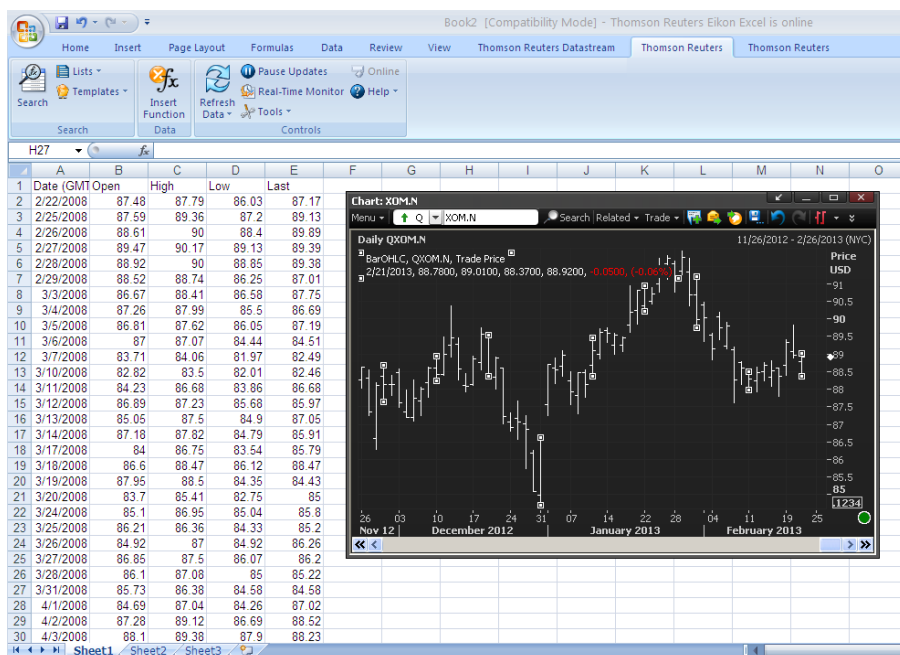 Book2 [Compatibility Mode] - Thomson Reuters Eikon Excel is online
Home Insert Page Layout Formulas Data Review View Thomson Reuters Datastream Thomson Reuters Thomson Reuters
Lists Pause Updates Online
Search Templates Insert Function Refresh Data Real-Time Monitor Help
Tools
Search Data Controls
H27 fx
A B C D E F G H I J K L M N O
1 Date (GMT Open High Low Last
2 2/22/2008 87.48 87.79 86.03 87.17
3 2/25/2008 87.59 89.36 87.2 89.13
4 2/26/2008 88.61 90 88.4 89.89
5 2/27/2008 89.47 90.17 89.13 89.39
6 2/28/2008 88.92 90 88.85 89.38
7 2/29/2008 88.52 88.74 86.25 87.01
8 3/3/2008 86.67 88.41 86.58 87.75
9 3/4/2008 87.26 87.99 85.5 86.69
10 3/5/2008 86.81 87.62 86.05 87.19
11 3/6/2008 87 87.07 84.44 84.51
12 3/7/2008 83.71 84.06 81.97 82.49
13 3/10/2008 82.82 83.5 82.01 82.46
14 3/11/2008 84.23 86.68 83.86 86.68
15 3/12/2008 86.89 87.23 85.68 85.97
16 3/13/2008 85.05 87.5 84.9 87.05
17 3/14/2008 87.18 87.82 84.79 85.91
18 3/17/2008 84 86.75 83.54 85.79
19 3/18/2008 86.6 88.47 86.12 88.47
20 3/19/2008 87.95 88.5 84.35 84.43
21 3/20/2008 83.7 85.41 82.75 85
22 3/24/2008 85.1 86.95 85.04 85.8
23 3/25/2008 86.21 86.36 84.33 85.2
24 3/26/2008 84.92 87 84.92 86.26
25 3/27/2008 86.85 87.5 86.07 86.2
26 3/28/2008 86.1 87.08 85 85.22
27 3/31/2008 85.73 86.38 84.58 84.58
28 4/1/2008 84.69 87.04 84.26 87.02
29 4/2/2008 87.28 89.12 86.69 88.52
30 4/3/2008 88.1 89.38 87.9 88.23
Sheet1 Sheet2 Sheet3
Chart: XOM.N
Menu Q XOM.N Search Related Trade
Daily QXOM.N 11/26/2012 - 2/26/2013 (NYC)
BarOHLC, QXOM.N, Trade Price
2/21/2013, 88.7800, 89.0100, 88.3700, 88.9200, -0.0500, (-0.06%)
Price
USD
-91
-90.5
-90
-89.5
-89
-88.5
-88
-87.5
-87
-86.5
-86
-85.5
85
.1234
26 03 10 17 24 31 07 14 22 28 04 11 19 25
Nov 12 December 2012 January 2013 February 2013